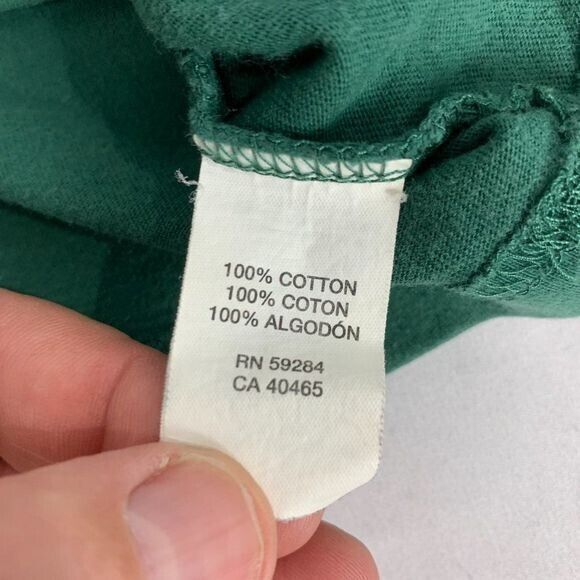 100% COTTON
100% COTON
100% ALGODÓN
RN 59284
CA 40465